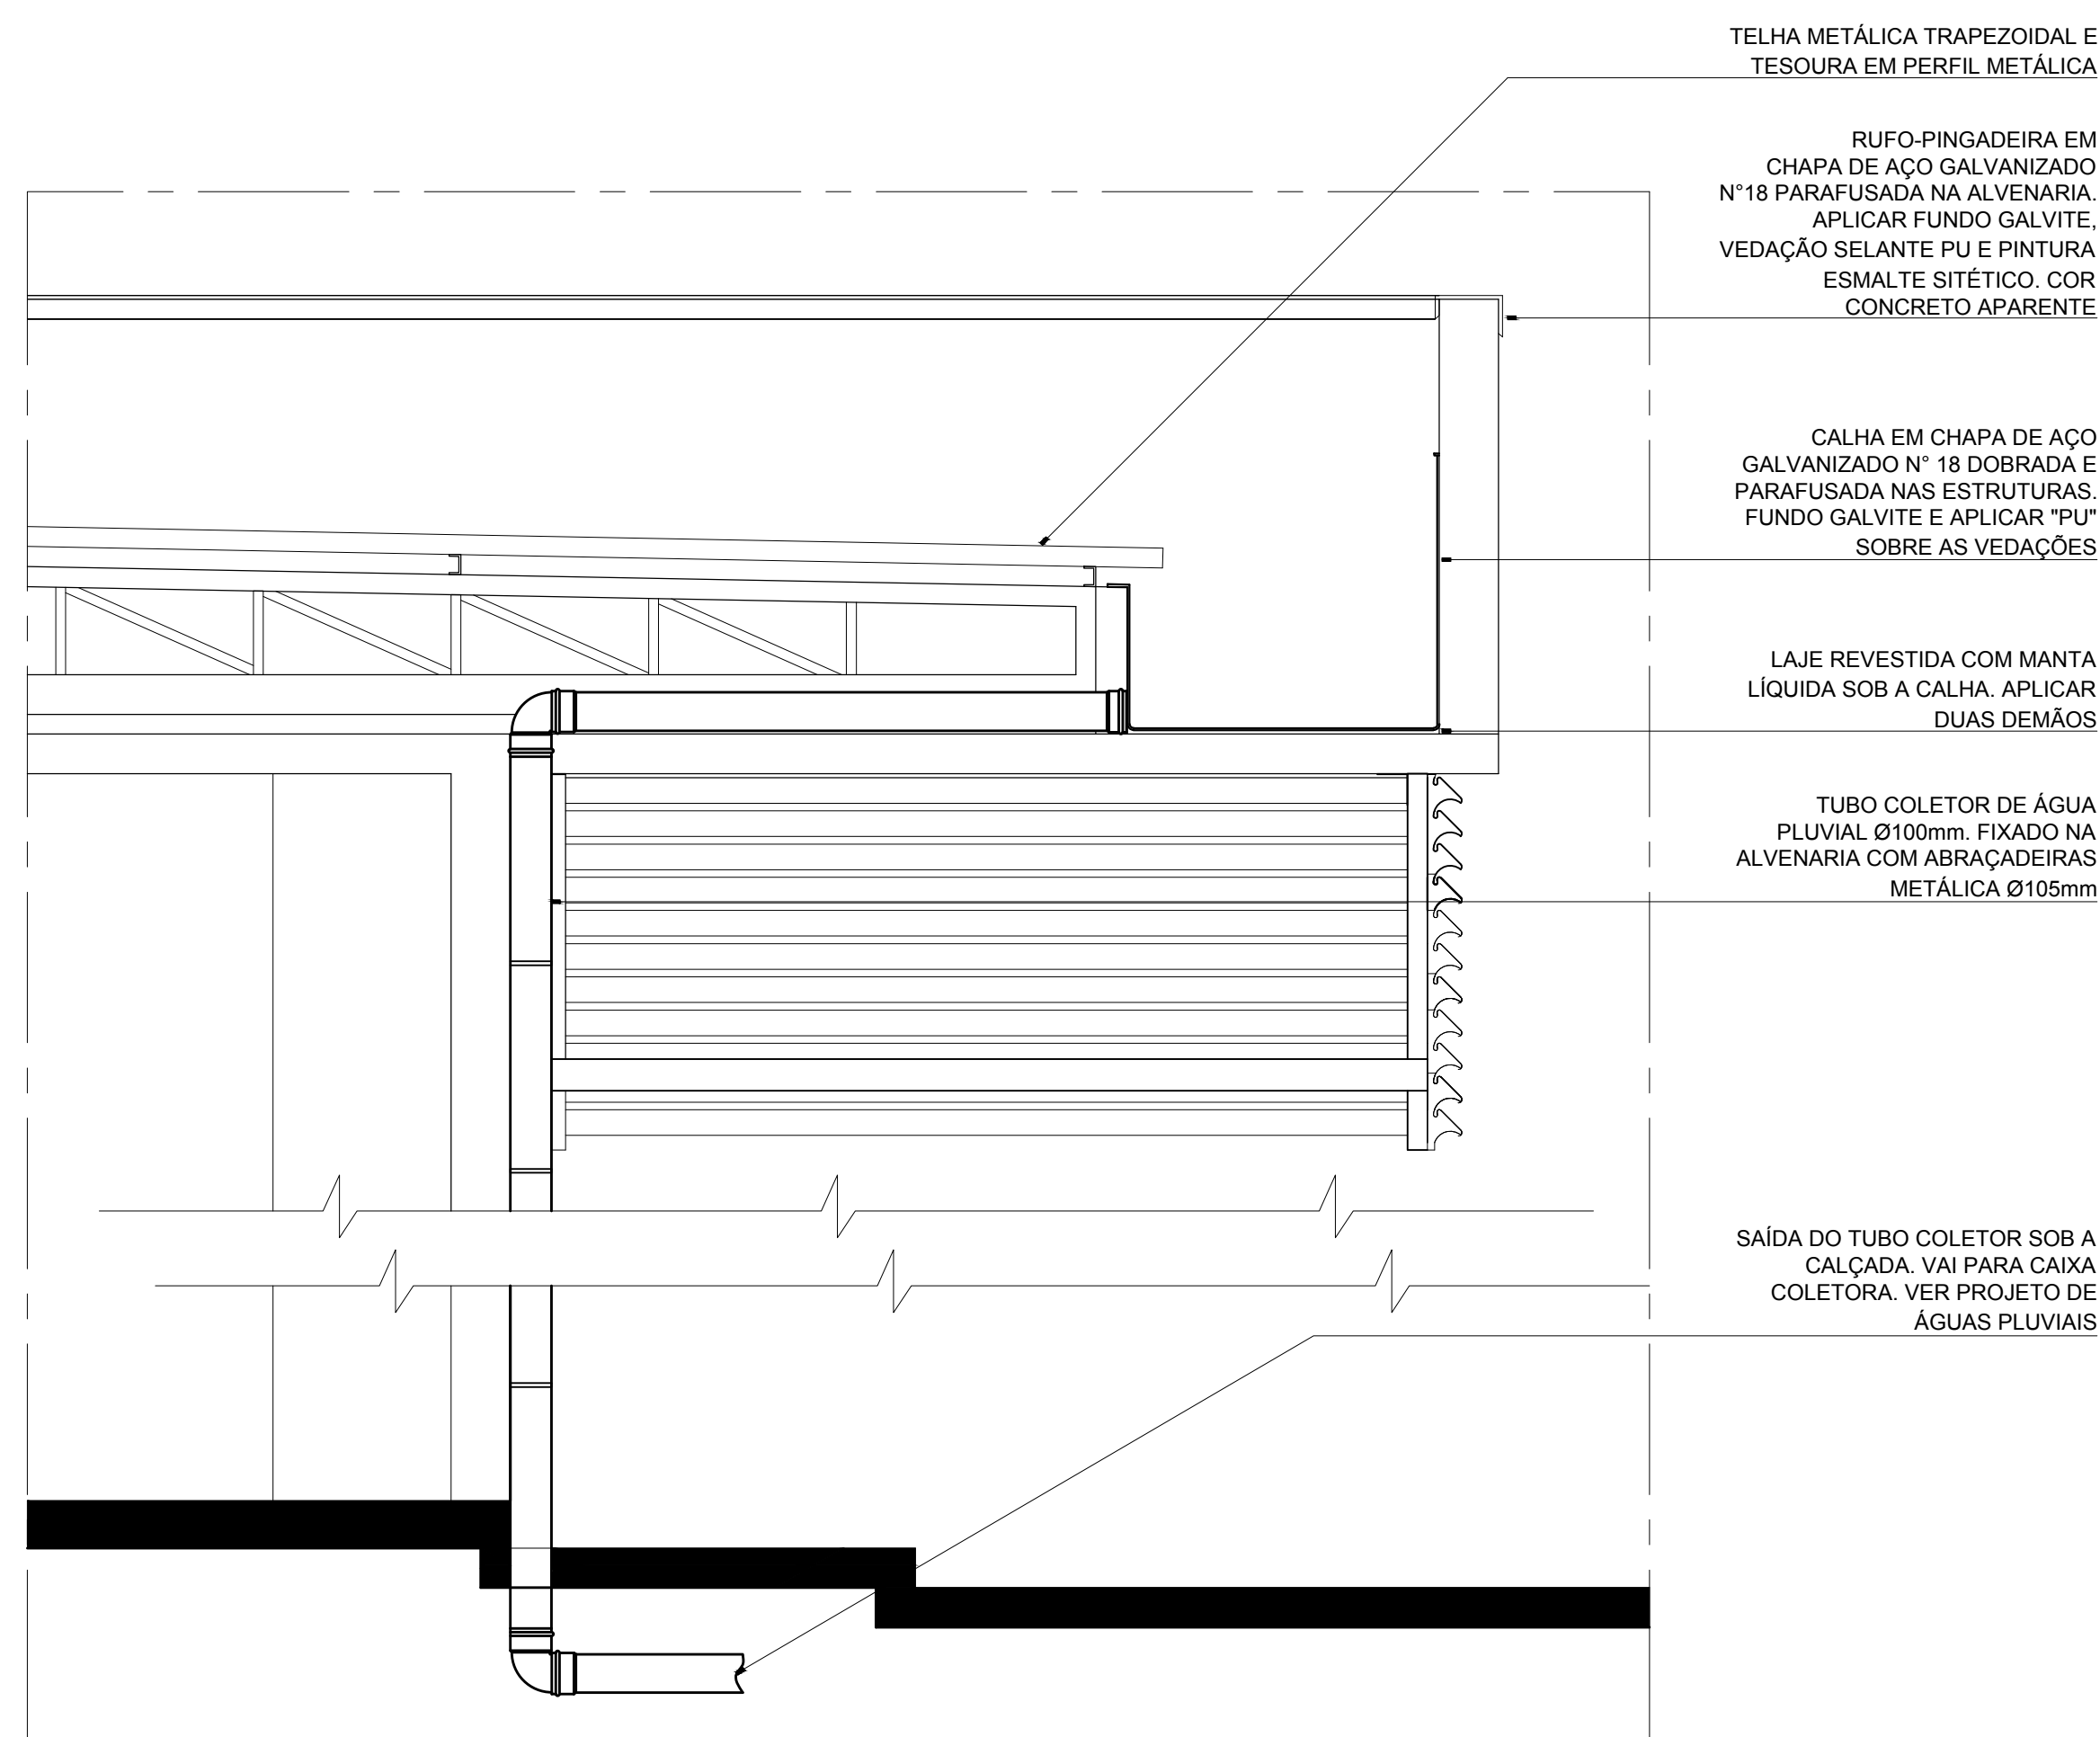 TELHA METÁLICA TRAPEZOIDAL E
TESOURA EM PERFIL METÁLICA
RUFO-PINGADEIRA EM
CHAPA DE AÇO GALVANIZADO
N°18 PARAFUSADA NA ALVENARIA.
APLICAR FUNDO GALVITE,
VEDAÇÃO SELANTE PU E PINTURA
ESMALTE SITÉTICO. COR
CONCRETO APARENTE
CALHA EM CHAPA DE AÇO
GALVANIZADO N° 18 DOBRADA E
PARAFUSADA NAS ESTRUTURAS.
FUNDO GALVITE E APLICAR "PU"
SOBRE AS VEDAÇÕES
LAJE REVESTIDA COM MANTA
LÍQUIDA SOB A CALHA. APLICAR
DUAS DEMÃOS
TUBO COLETOR DE ÁGUA
PLUVIAL Ø100mm. FIXADO NA
ALVENARIA COM ABRAÇADEIRAS
METÁLICA Ø105mm
SAÍDA DO TUBO COLETOR SOB A
CALÇADA. VAI PARA CAIXA
COLETORA. VER PROJETO DE
ÁGUAS PLUVIAIS